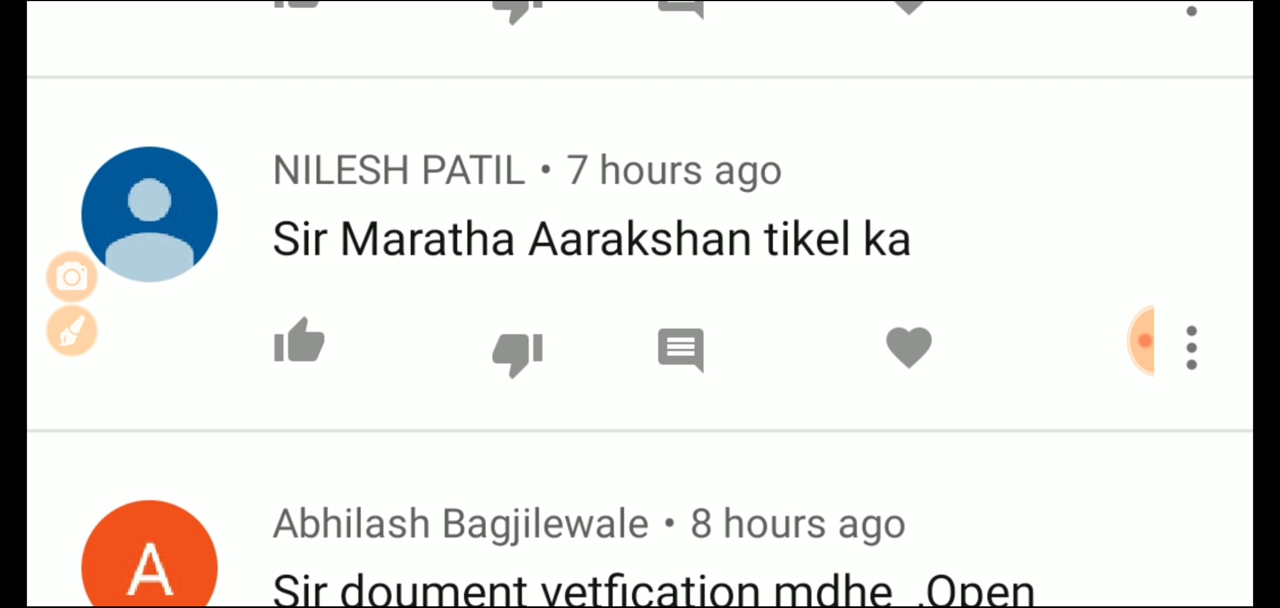 NILESH PATIL • 7 hours ago
Sir Maratha Aarakshan tikel ka
Abhilash Bagjilewale • 8 hours ago
A
Sir doument vetfication mdhe ,Open